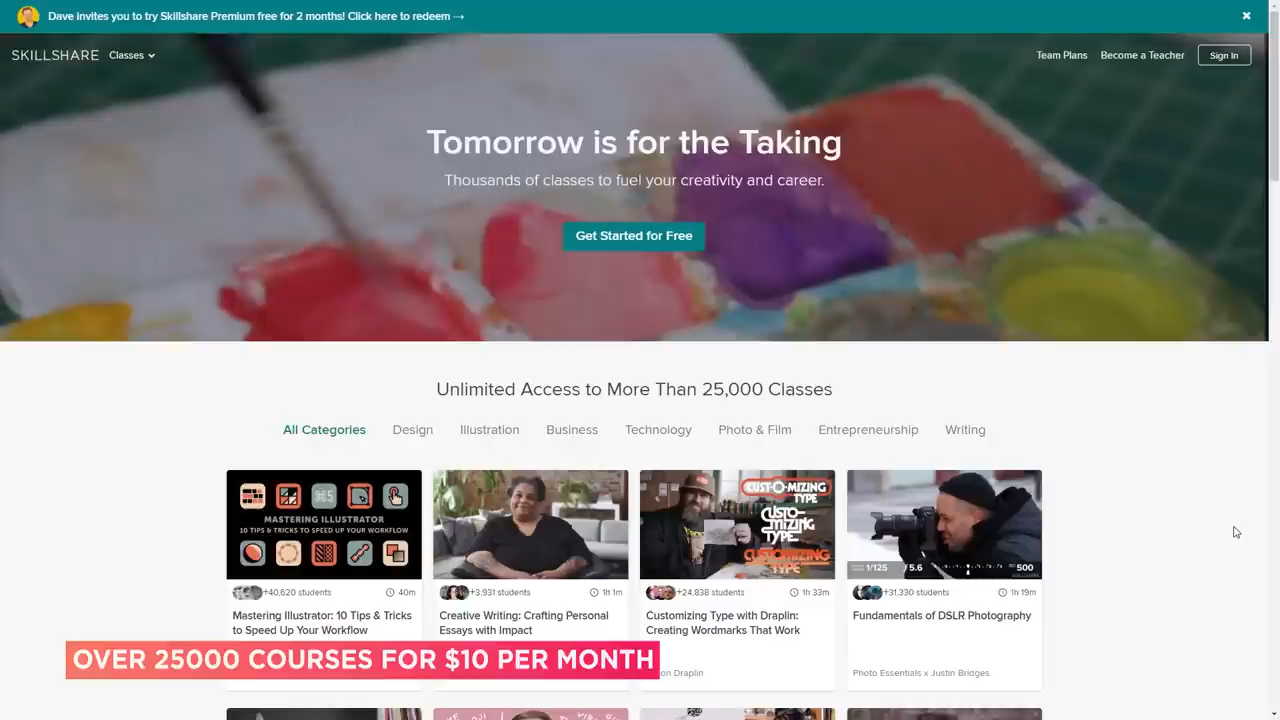 Dave invites you to try Skillshare Premium free for 2 months! Click here to redeem →
SKILLSHARE Classes
Team Plans Become a Teacher Sign In
Tomorrow is for the Taking
Thousands of classes to fuel your creativity and career.
Get Started for Free
Unlimited Access to More Than 25,000 Classes
All Categories Design Illustration Business Technology Photo & Film Entrepreneurship Writing
MASTERING ILLUSTRATOR
10 TIPS & TRICKS TO SPEED UP YOUR WORKFLOW
CUST-O-MIZING
TYPE
CUSTO-
MIZING
TYPE
CUSTOMIZING
TYPE
1/125 5.6 500
+40,620 students 40m
+3,931 students 1h 1m
+24,838 students 1h 33m
+31,330 students 1h 19m
Mastering Illustrator: 10 Tips & Tricks
to Speed Up Your Workflow
Creative Writing: Crafting Personal
Essays with Impact
Customizing Type with Draplin:
Creating Wordmarks That Work
Fundamentals of DSLR Photography
OVER 25000 COURSES FOR $10 PER MONTH
Draplin
Photo Essentials x Justin Bridges